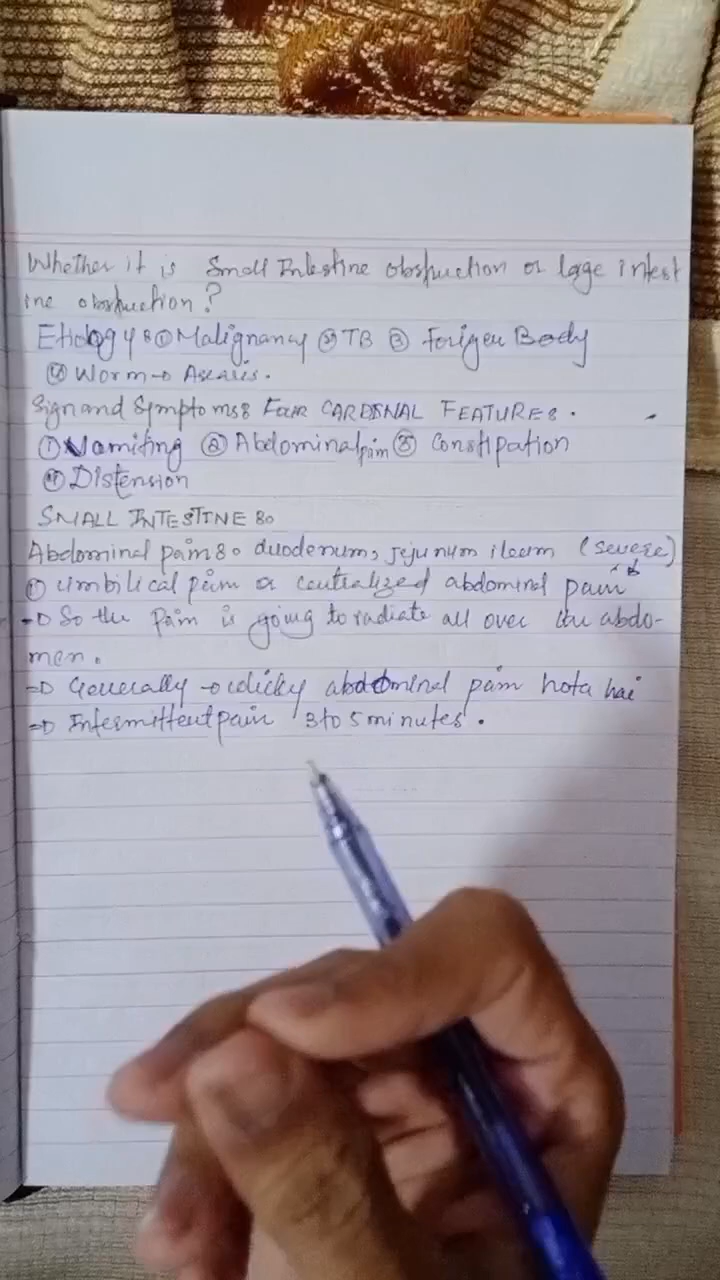 Whether it is Small Intestine obstruction or lage intest
ine obstruction?
Etiology: ① Malignancy ② TB ③ Forigen Body
④ Worm → Ascaris.
Sign and Symptoms: FOUR CARDINAL FEATURES.
① Vomiting ② Abdominal pain ③ Constipation
④ Distension
SMALL INTESTINE:
Abdominal pain: duodenum, jejunum ileum (severe)
① Umbilical pain or centralized abdominal pain
→ So the pain is going to radiate all over the abdo-
men.
⇒ Generally → colicky abdominal pain hota hai
⇒ Intermittent pain 3 to 5 minutes.